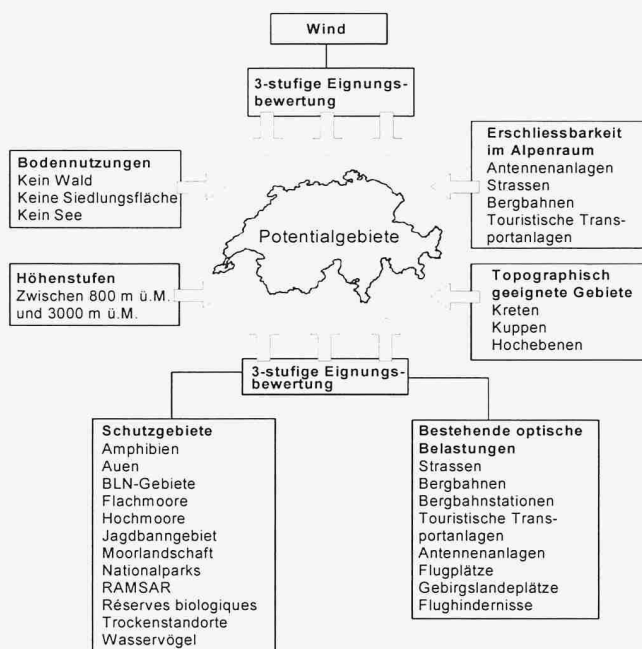 Wind
3-stufige Eignungs-
bewertung
Bodennutzungen
Kein Wald
Keine Siedlungsfläche
Kein See
Erschliessbarkeit
im Alpenraum
Antennenanlagen
Strassen
Bergbahnen
Touristische Trans-
portanlagen
Potentialgebiete
Höhenstufen
Zwischen 800 m ü.M.
und 3000 m ü.M.
Topographisch
geeignete Gebiete
Kreten
Kuppen
Hochebenen
3-stufige Eignungs-
bewertung
Schutzgebiete
Amphibien
Auen
BLN-Gebiete
Flachmoore
Hochmoore
Jagdbanngebiet
Moorlandschaft
Nationalparks
RAMSAR
Réserves biologiques
Trockenstandorte
Wasservögel
Bestehende optische
Belastungen
Strassen
Bergbahnen
Bergbahnstationen
Touristische Trans-
portanlagen
Antennenanlagen
Flugplätze
Gebirgslandeplätze
Flughindernisse